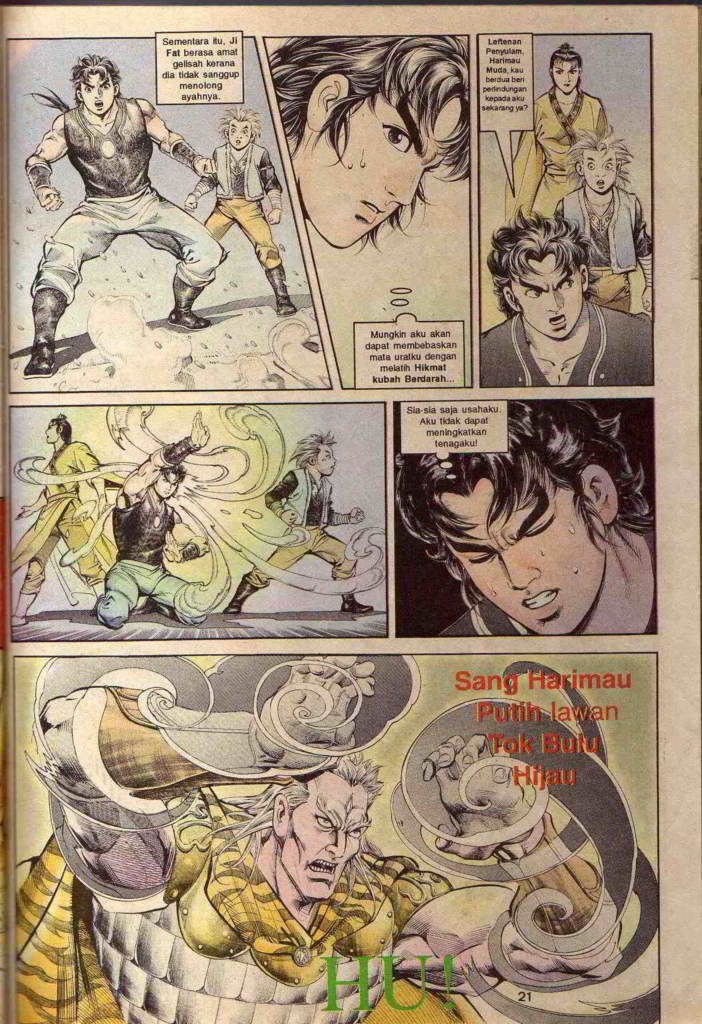 Sementara itu, Ji
Fat berasa amat
gelisah kerana
dia tidak sanggup
menolong
ayahnya.
Mungkin aku akan
dapat membebaskan
mata uratku dengan
melatih Hikmat
kubah Berdarah...
Leftenan
Penyulam,
Harimau
Muda, kau
berdua beri
perlindungan
kepada aku
sekarang ya?
Sia-sia saja usahaku.
Aku tidak dapat
meningkatkan
tenagaku!
Sang Harimau
Putih lawan
Tok Bulu
Hijau
HU!
21